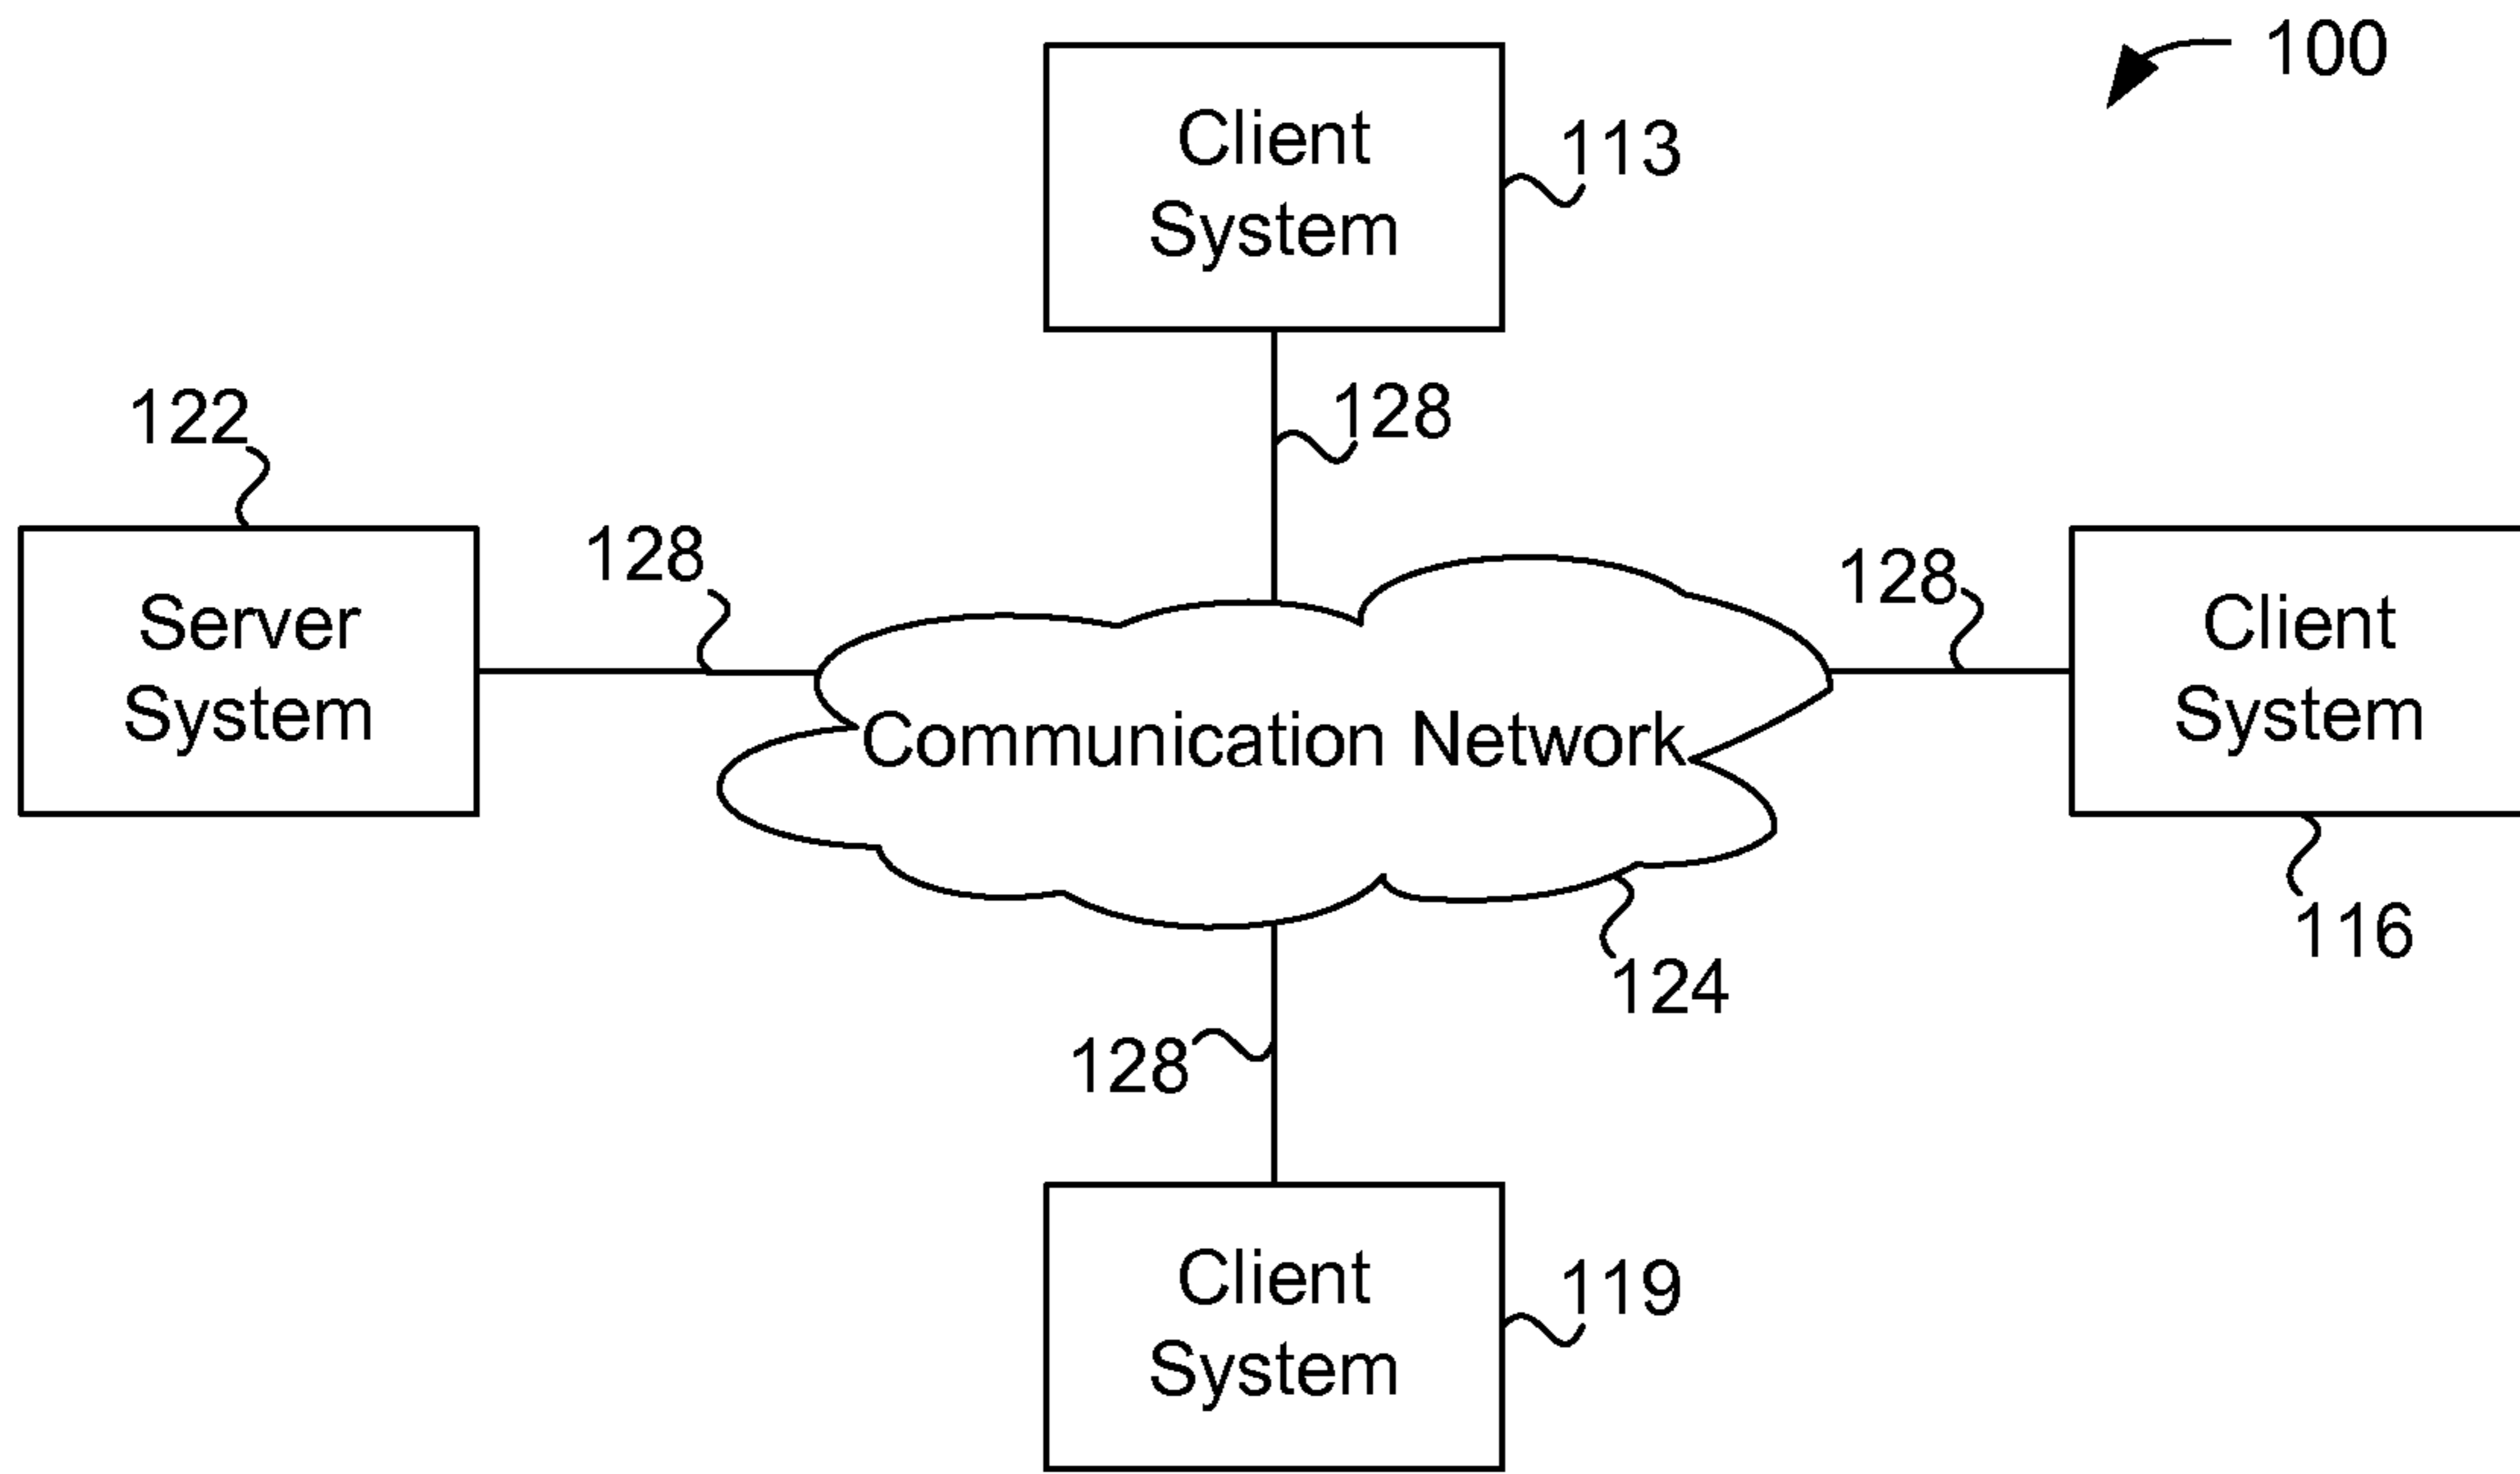 100
Client
System
113
128
122
Server
System
128
128
Client
System
Communication Network
116
124
128
Client
System
119